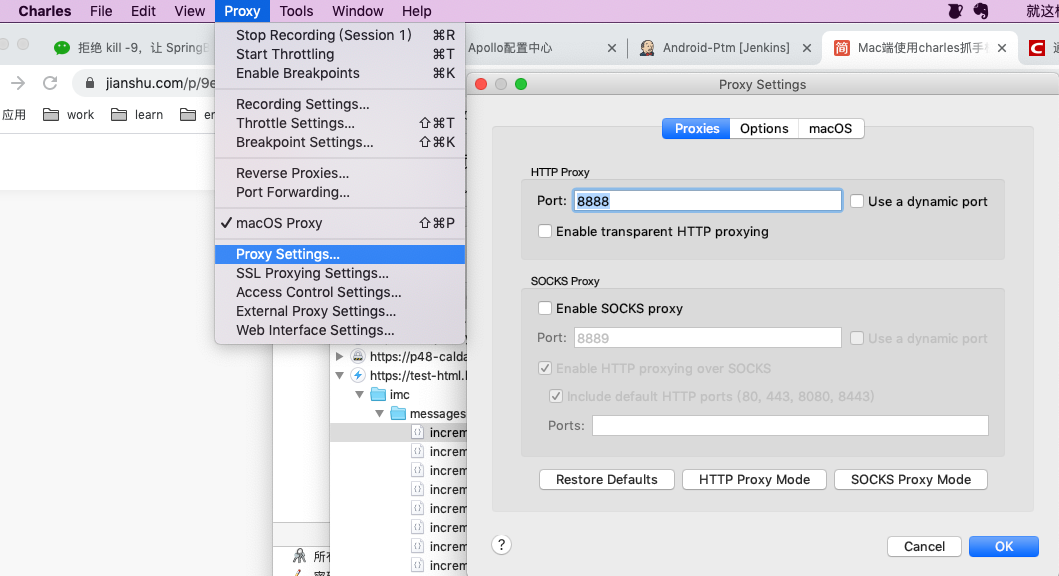 Charles File Edit View Proxy Tools Window Help 就这样
拒绝 kill -9，让 SpringB
Apollo配置中心
Android-Ptm [Jenkins]
简 Mac端使用charles抓手机
jianshu.com/p/9e
应用 work learn er
Stop Recording (Session 1) ⌘R
Start Throttling ⌘T
Enable Breakpoints ⌘K
Recording Settings...
Throttle Settings... ⇧⌘T
Breakpoint Settings... ⇧⌘K
Reverse Proxies...
Port Forwarding...
✓ macOS Proxy ⇧⌘P
Proxy Settings...
SSL Proxying Settings...
Access Control Settings...
External Proxy Settings...
Web Interface Settings...
https://p48-calda
https://test-html.
imc
messages
increm
increm
increm
increm
increm
increm
increm
increm
所有
Proxy Settings
Proxies Options macOS
HTTP Proxy
Port: 8888 Use a dynamic port
Enable transparent HTTP proxying
SOCKS Proxy
Enable SOCKS proxy
Port: 8889 Use a dynamic port
Enable HTTP proxying over SOCKS
Include default HTTP ports (80, 443, 8080, 8443)
Ports:
Restore Defaults HTTP Proxy Mode SOCKS Proxy Mode
? Cancel OK